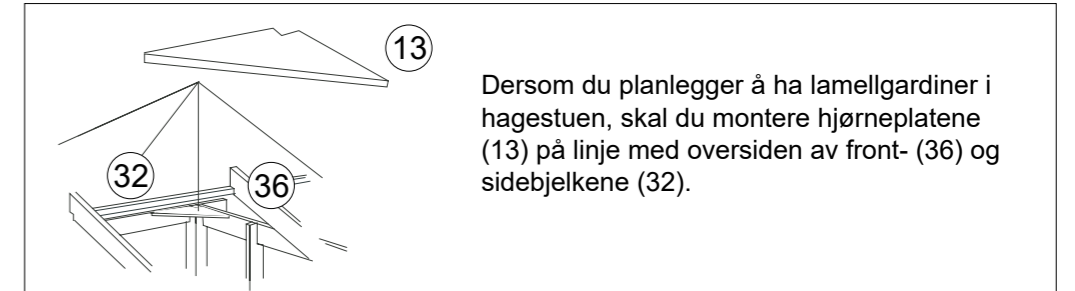 13
32
36
Dersom du planlegger å ha lamellgardiner i
hagestuen, skal du montere hjørneplatene
(13) på linje med oversiden av front- (36) og
sidebjelkene (32).